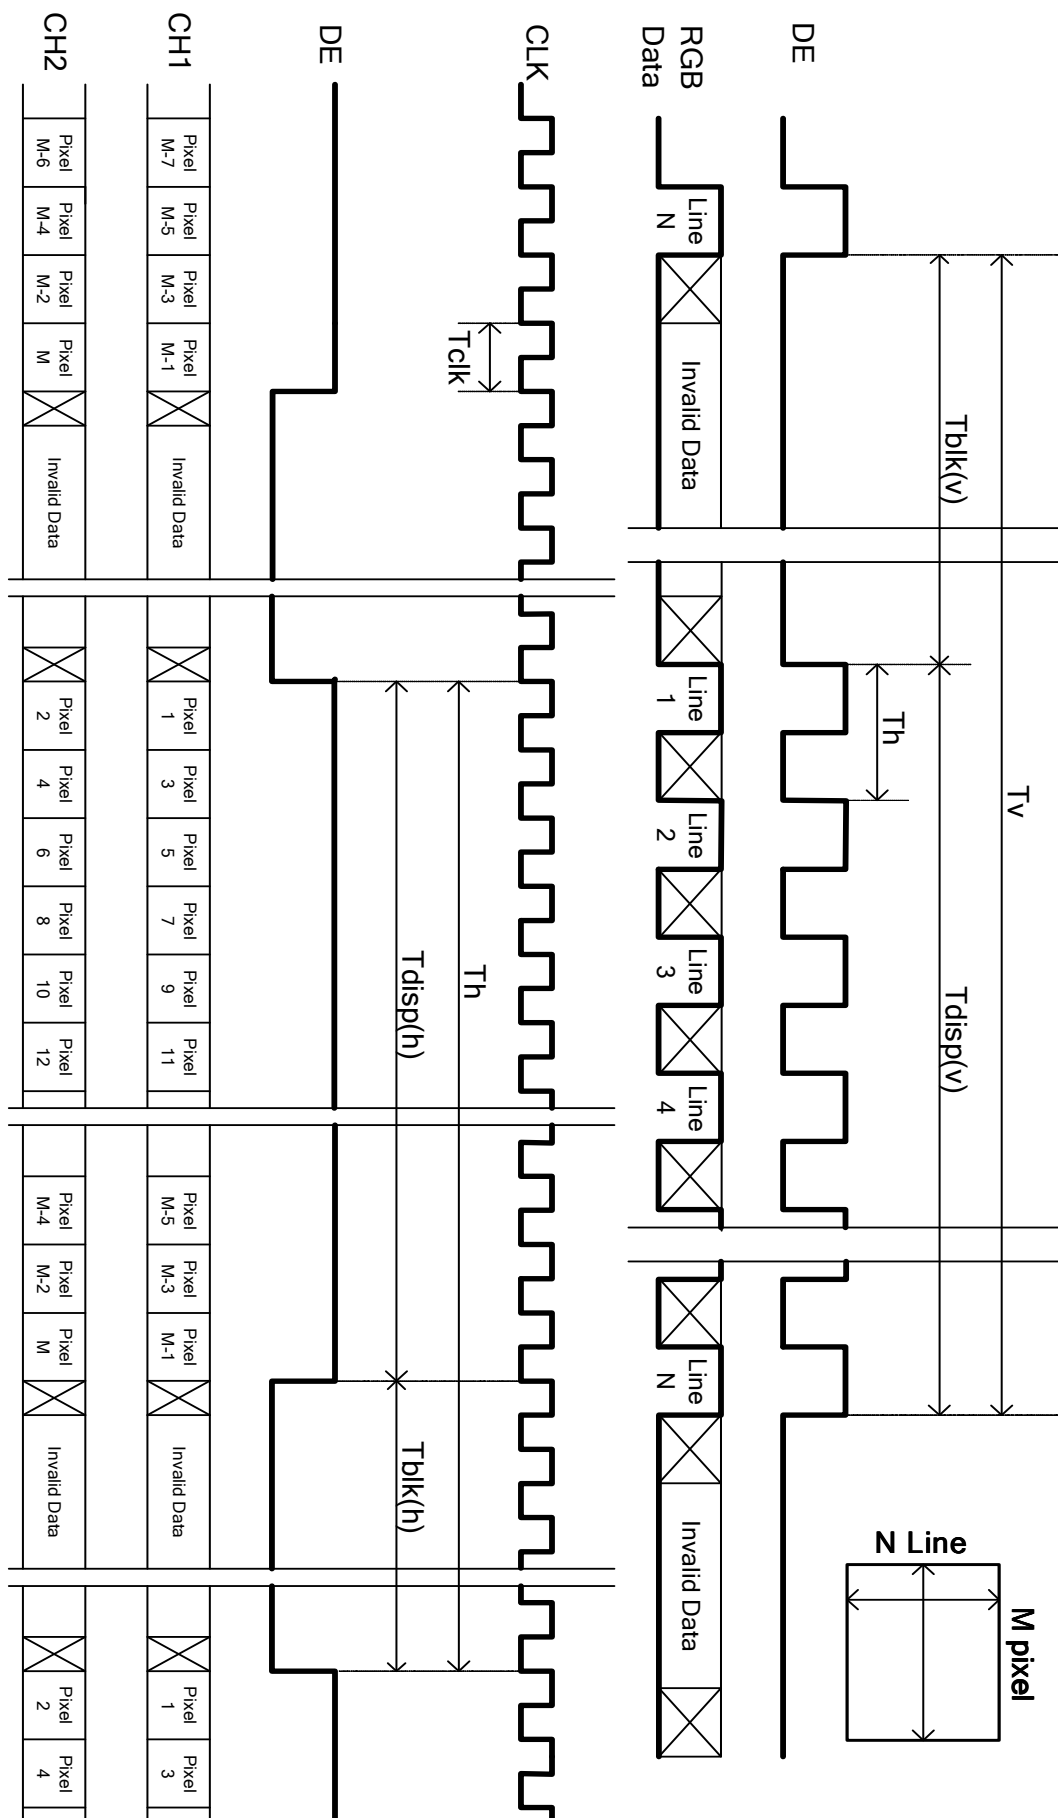 Tv
M pixel
N Line
Tblk(v)
Tdisp(v)
Th
DE
RGB
Data
Line
N
Invalid Data
Line
1
Line
2
Line
3
Line
4
Line
N
Invalid Data
CLK
Tclk
Th
Tdisp(h)
Tblk(h)
DE
CH1
Pixel
M-7
Pixel
M-5
Pixel
M-3
Pixel
M-1
Invalid Data
Pixel
1
Pixel
3
Pixel
5
Pixel
7
Pixel
9
Pixel
11
Pixel
M-5
Pixel
M-3
Pixel
M-1
Invalid Data
Pixel
1
Pixel
3
CH2
Pixel
M-6
Pixel
M-4
Pixel
M-2
Pixel
M
Invalid Data
Pixel
2
Pixel
4
Pixel
6
Pixel
8
Pixel
10
Pixel
12
Pixel
M-4
Pixel
M-2
Pixel
M
Invalid Data
Pixel
2
Pixel
4